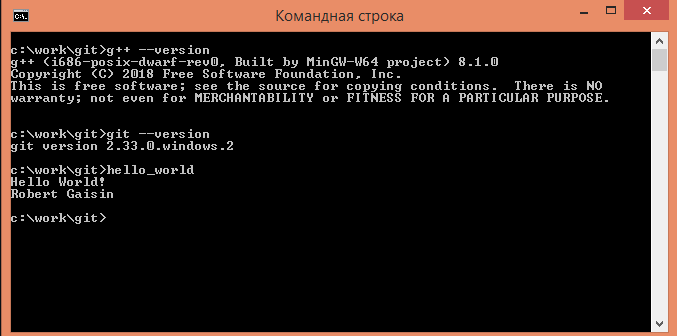 Командная строка
c:\work\git>g++ --version
g++ (i686-posix-dwarf-rev0, Built by MinGW-W64 project) 8.1.0
Copyright (C) 2018 Free Software Foundation, Inc.
This is free software; see the source for copying conditions.  There is NO
warranty; not even for MERCHANTABILITY or FITNESS FOR A PARTICULAR PURPOSE.
c:\work\git>git --version
git version 2.33.0.windows.2
c:\work\git>hello_world
Hello World!
Robert Gaisin
c:\work\git>